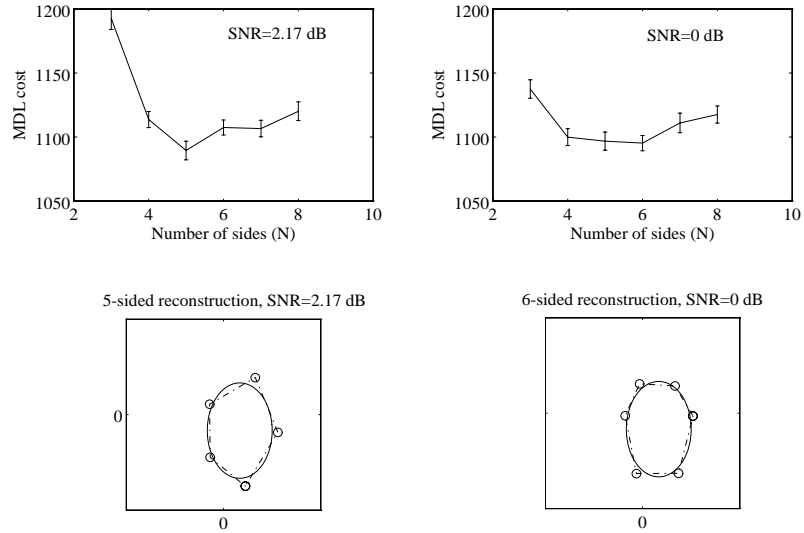 1200
1150
1100
1050
MDL cost
SNR=2.17 dB
2
4
6
8
10
Number of sides (N)
1200
1150
1100
1050
MDL cost
SNR=0 dB
2
4
6
8
10
Number of sides (N)
5-sided reconstruction, SNR=2.17 dB
0
0
6-sided reconstruction, SNR=0 dB
0
0